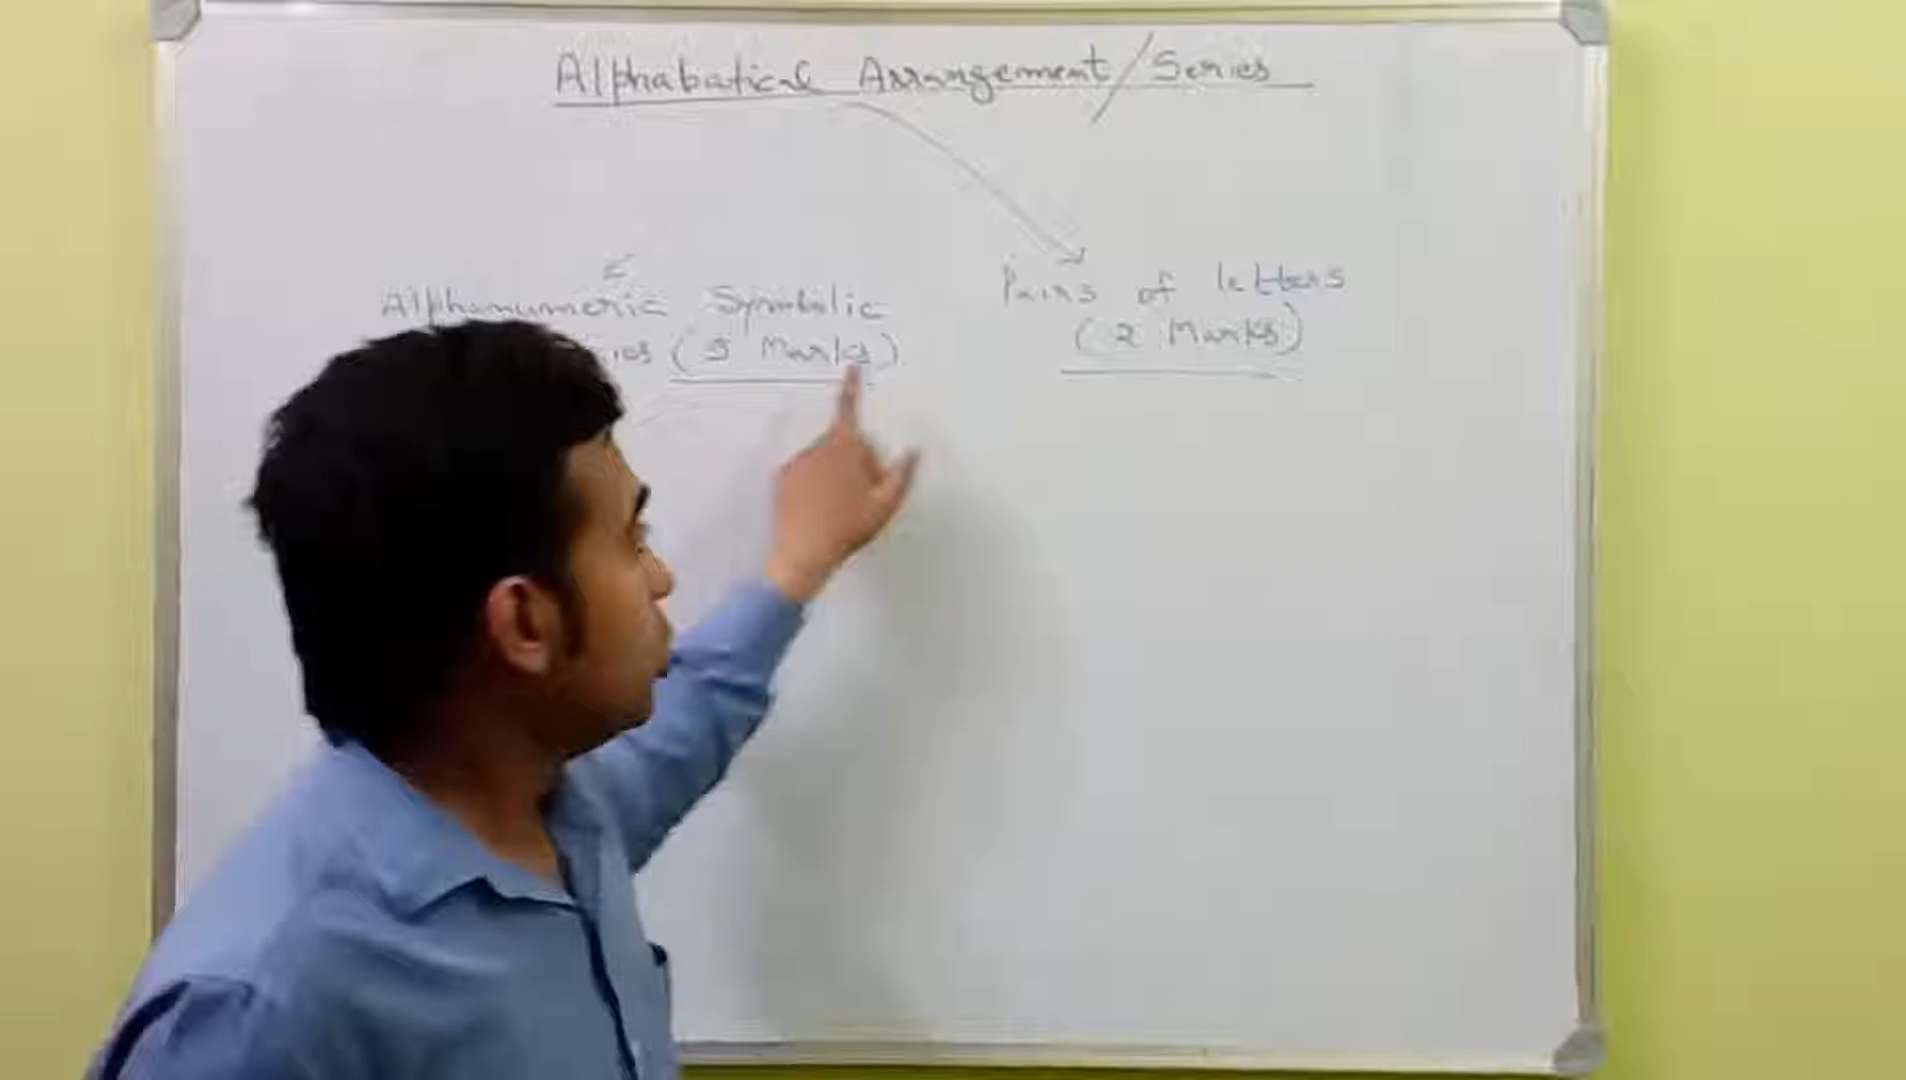 Alphabatical Arrangement/Series
Alphanumeric Symbolic
(5 Marks)
Pairs of letters
(2 Marks)